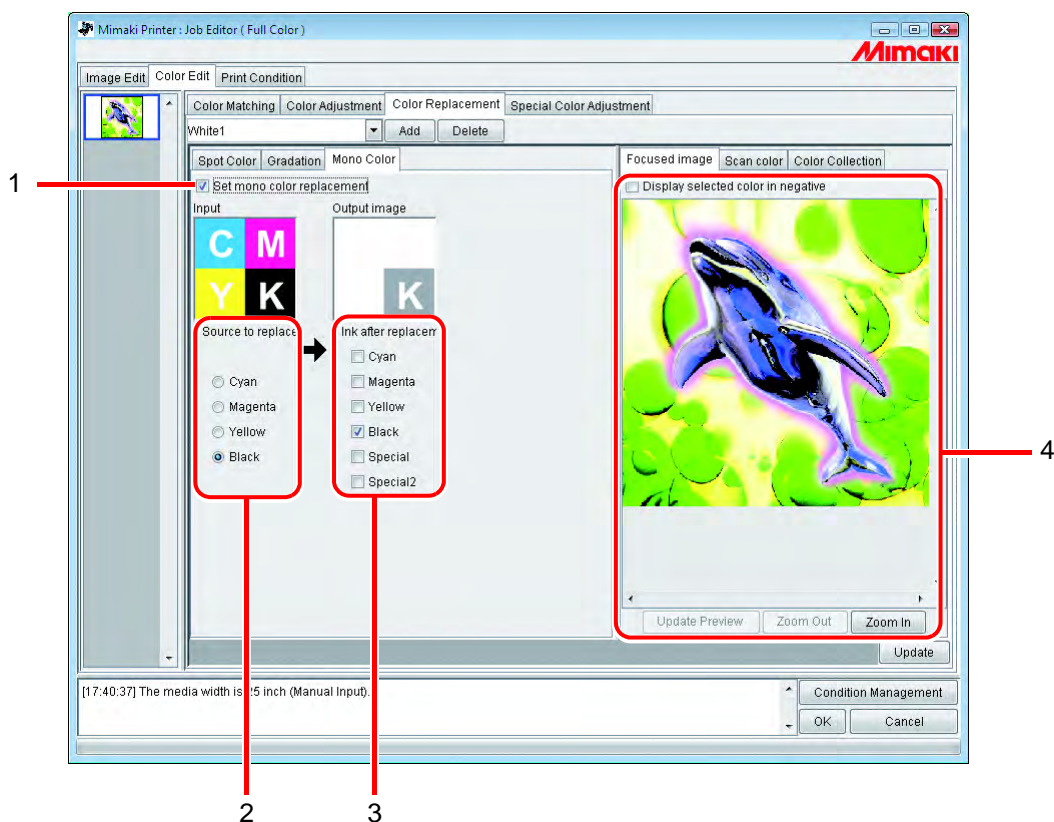 Mimaki Printer : Job Editor ( Full Color )
Mimaki
Image Edit Color Edit Print Condition
Color Matching Color Adjustment Color Replacement Special Color Adjustment
White1 Add Delete
Spot Color Gradation Mono Color
Focused image Scan color Color Collection
1
Set mono color replacement
Display selected color in negative
Input Output image
C M
Y K K
Source to replace Ink after replacem
Cyan
Magenta
Yellow
Black
Cyan
Magenta
Yellow
Black
Special
Special2
4
Update Preview Zoom Out Zoom In
Update
[17:40:37] The media width is 25 inch (Manual Input).
Condition Management
OK Cancel
2 3